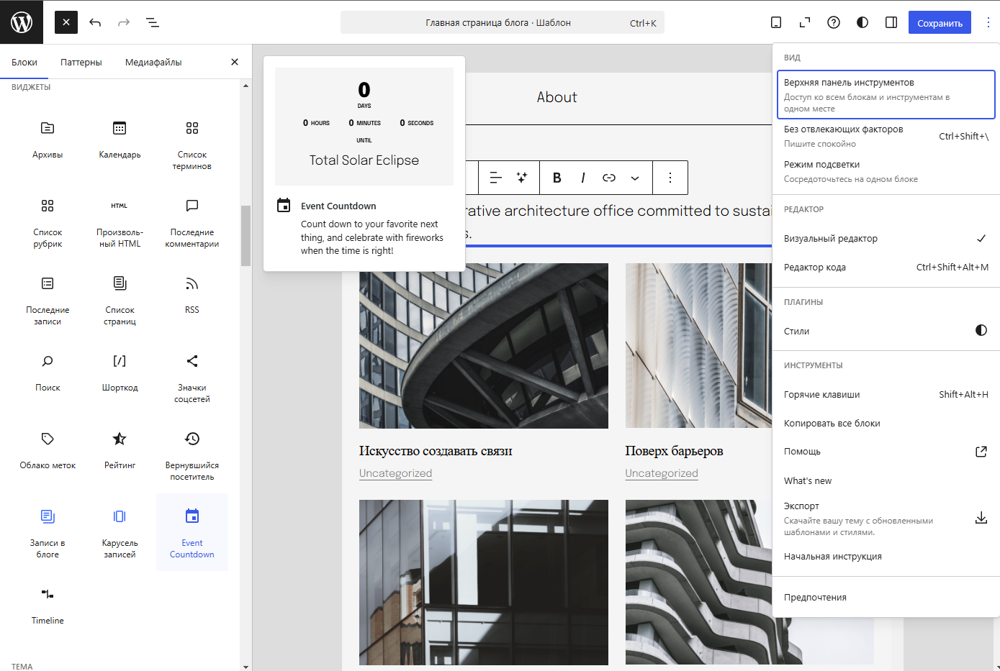 Главная страница блога · Шаблон
Ctrl+K
Сохранить
Блоки
Паттерны
Медиафайлы
ВИДЖЕТЫ
Архивы
Календарь
Список
терминов
Список
рубрик
HTML
Произволь-
ный HTML
Последние
комментарии
Последние
записи
Список
страниц
RSS
Поиск
[/]
Шорткод
Значки
соцсетей
Облако меток
Рейтинг
Вернувшийся
посетитель
Записи в
блоге
Карусель
записей
Event
Countdown
Timeline
ТЕМА
0
DAYS
0 HOURS
0 MINUTES
0 SECONDS
UNTIL
Total Solar Eclipse
Event Countdown
Count down to your favorite next
thing, and celebrate with fireworks
when the time is right!
About
B
I
rative architecture office committed to sustai
s.
Искусство создавать связи
Uncategorized
Поверх барьеров
Uncategorized
ВИД
Верхняя панель инструментов
Доступ ко всем блокам и инструментам в
одном месте
Без отвлекающих факторов
Ctrl+Shift+\
Пишите спокойно
Режим подсветки
Сосредоточьтесь на одном блоке
РЕДАКТОР
Визуальный редактор
Редактор кода
Ctrl+Shift+Alt+M
ПЛАГИНЫ
Стили
ИНСТРУМЕНТЫ
Горячие клавиши
Shift+Alt+H
Копировать все блоки
Помощь
What's new
Экспорт
Скачайте вашу тему с обновленными
шаблонами и стилями.
Начальная инструкция
Предпочтения